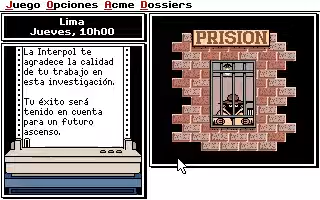 Juego Opciones Acme Dossiers
Lima
Jueves, 10h00
La Interpol te
agradece la calidad
de tu trabajo en
esta investigación.
Tu éxito será
tenido en cuenta
para un futuro
ascenso.
PRISION